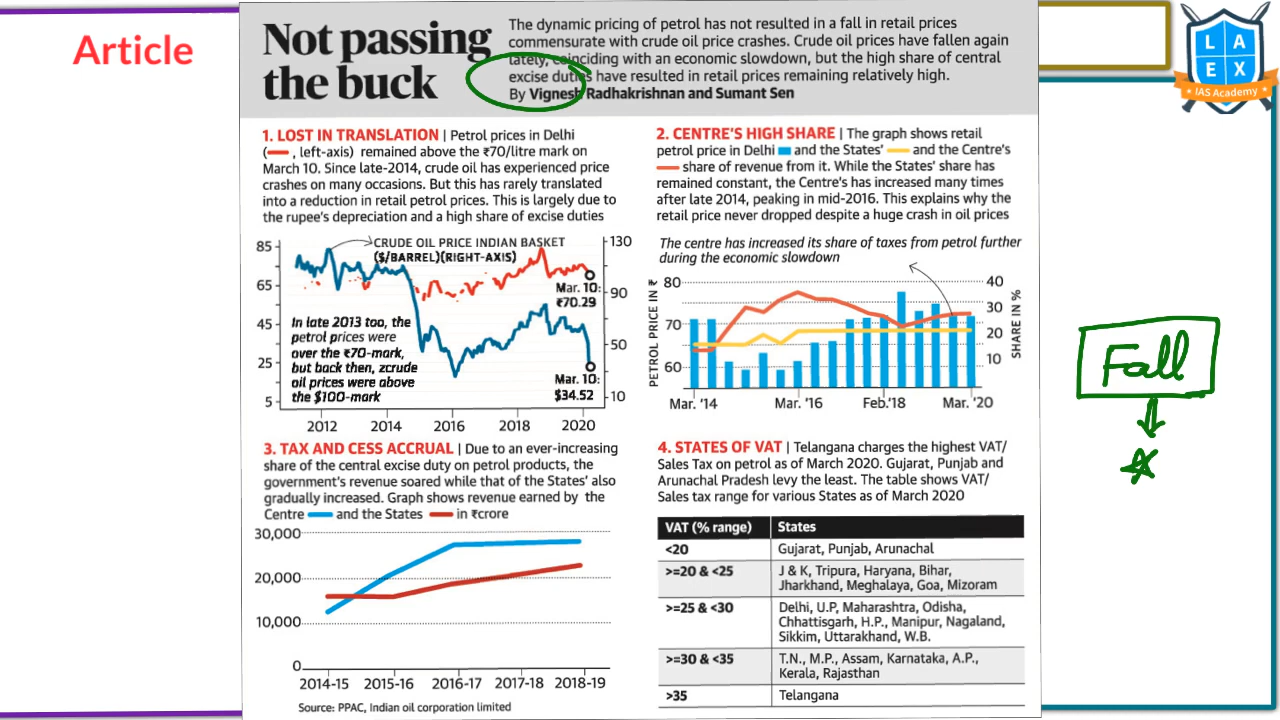 Article
Not passing
the buck
The dynamic pricing of petrol has not resulted in a fall in retail prices
commensurate with crude oil price crashes. Crude oil prices have fallen again
lately, coinciding with an economic slowdown, but the high share of central
excise duties have resulted in retail prices remaining relatively high.
By Vignesh Radhakrishnan and Sumant Sen
L A
E X
IAS Academy
1. LOST IN TRANSLATION | Petrol prices in Delhi
( , left-axis) remained above the ₹70/litre mark on
March 10. Since late-2014, crude oil has experienced price
crashes on many occasions. But this has rarely translated
into a reduction in retail petrol prices. This is largely due to
the rupee's depreciation and a high share of excise duties
85
65
45
25
5
CRUDE OIL PRICE INDIAN BASKET
($/BARREL)(RIGHT-AXIS)
130
90
50
10
Mar. 10:
₹70.29
In late 2013 too, the
petrol prices were
over the ₹70-mark,
but back then, zcrude
oil prices were above
the $100-mark
Mar. 10:
$34.52
2012 2014 2016 2018 2020
2. CENTRE'S HIGH SHARE | The graph shows retail
petrol price in Delhi and the States' and the Centre's
share of revenue from it. While the States' share has
remained constant, the Centre's has increased many times
after late 2014, peaking in mid-2016. This explains why the
retail price never dropped despite a huge crash in oil prices
The centre has increased its share of taxes from petrol further
during the economic slowdown
PETROL PRICE IN ₹
80
70
60
40
30
20
10
SHARE IN %
Mar. '14 Mar. '16 Feb.'18 Mar. '20
3. TAX AND CESS ACCRUAL | Due to an ever-increasing
share of the central excise duty on petrol products, the
government's revenue soared while that of the States' also
gradually increased. Graph shows revenue earned by the
Centre and the States in ₹crore
30,000
20,000
10,000
0
2014-15 2015-16 2016-17 2017-18 2018-19
Source: PPAC, Indian oil corporation limited
4. STATES OF VAT | Telangana charges the highest VAT/
Sales Tax on petrol as of March 2020. Gujarat, Punjab and
Arunachal Pradesh levy the least. The table shows VAT/
Sales tax range for various States as of March 2020
VAT (% range) States
<20 Gujarat, Punjab, Arunachal
>=20 & <25 J & K, Tripura, Haryana, Bihar,
Jharkhand, Meghalaya, Goa, Mizoram
>=25 & <30 Delhi, U.P, Maharashtra, Odisha,
Chhattisgarh, H.P., Manipur, Nagaland,
Sikkim, Uttarakhand, W.B.
>=30 & <35 T.N., M.P., Assam, Karnataka, A.P.,
Kerala, Rajasthan
>35 Telangana
Fall